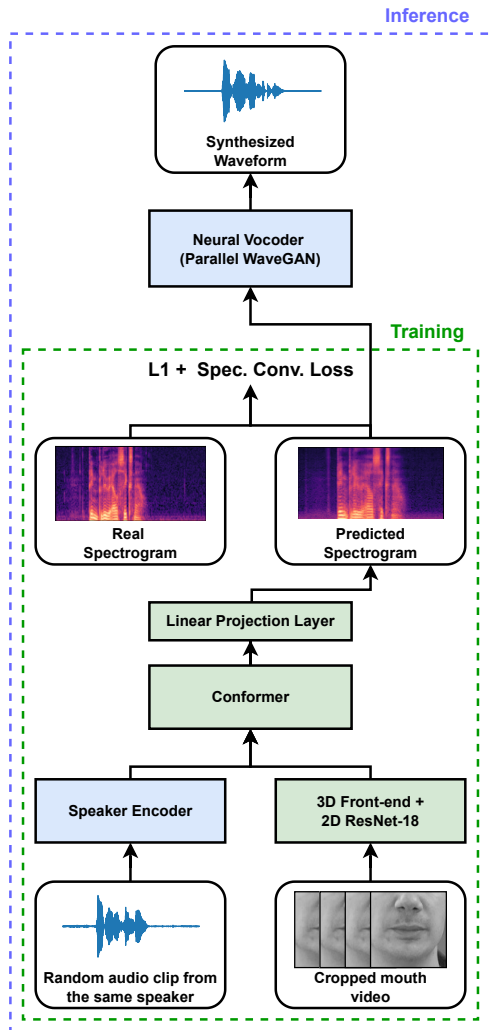 Inference
Synthesized
Waveform
Neural Vocoder
(Parallel WaveGAN)
Training
L1 + Spec. Conv. Loss
Real
Spectrogram
Predicted
Spectrogram
Linear Projection Layer
Conformer
Speaker Encoder
3D Front-end +
2D ResNet-18
Random audio clip from
the same speaker
Cropped mouth
video